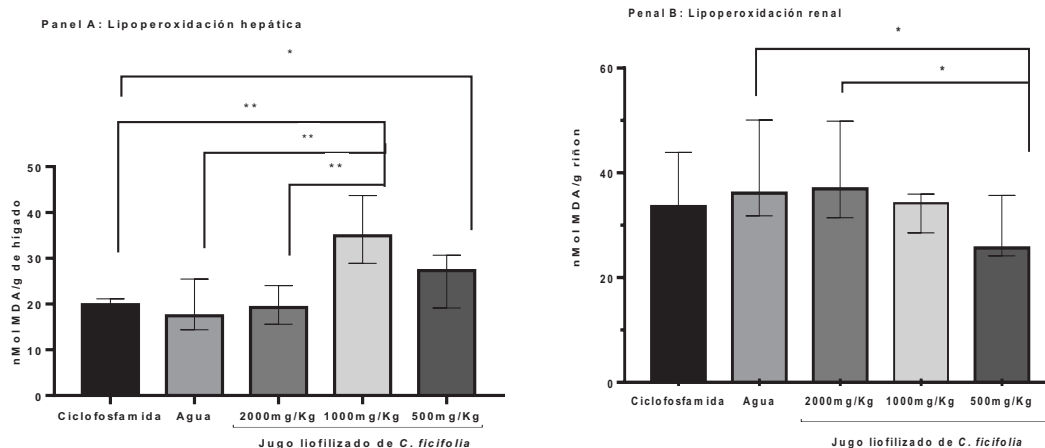 Panel A: Lipoperoxidación hepática
*
**
**
**
nMol MDA/g de hígado
50
40
30
20
10
0
Ciclofosfamida Agua 2000mg/Kg 1000mg/Kg 500mg/Kg
Jugo liofilizado de C. ficifolia
Penal B: Lipoperoxidación renal
*
*
nMol MDA/g riñon
60
40
20
0
Ciclofosfamida Agua 2000mg/Kg 1000mg/Kg 500mg/Kg
Jugo liofilizado de C. ficifolia